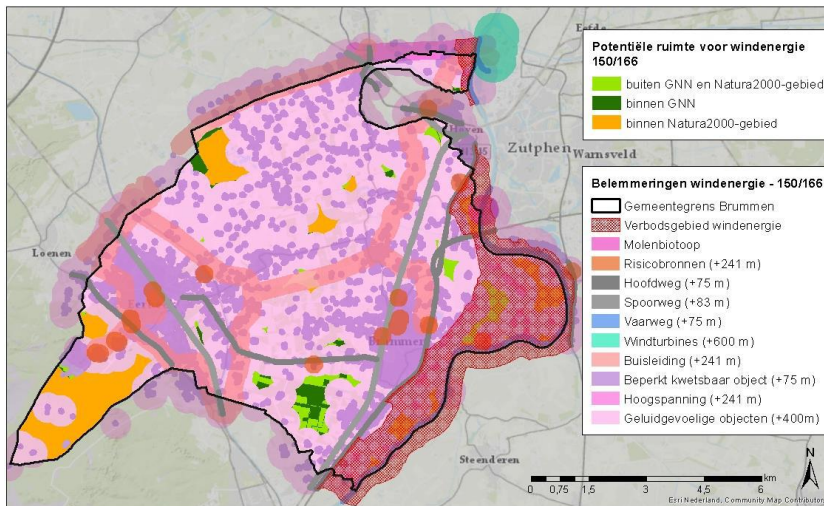 Potentiële ruimte voor windenergie
150/166
buiten GNN en Natura2000-gebied
binnen GNN
binnen Natura2000-gebied
Hoven
Zutphen
Warnsveld
Belemmeringen windenergie - 150/166
Gemeentegrens Brummen
Verbodsgebied windenergie
Molenbiotoop
Risicobronnen (+241 m)
Hoofdweg (+75 m)
Spoorweg (+83 m)
Vaarweg (+75 m)
Windturbines (+600 m)
Buisleiding (+241 m)
Beperkt kwetsbaar object (+75 m)
Hoogspanning (+241 m)
Geluidgevoelige objecten (+400m)
Loenen
Brummen
Steenderen
N
km
0 0,75 1,5 3 4,5 6
Esri Nederland, Community Map Contributors